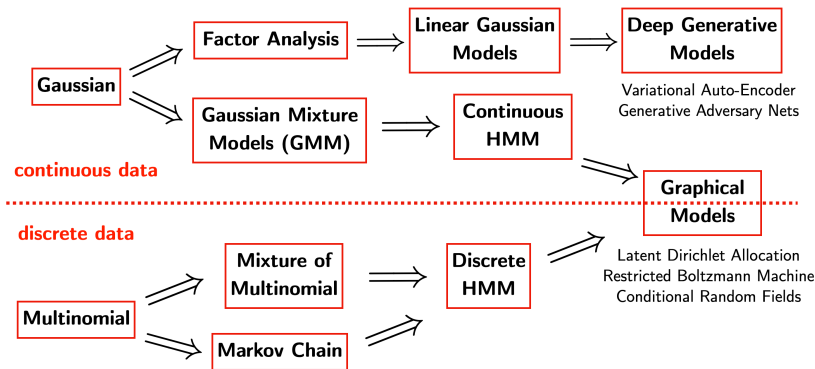 Factor Analysis
Linear Gaussian
Models
Deep Generative
Models
Gaussian
Variational Auto-Encoder
Generative Adversary Nets
Gaussian Mixture
Models (GMM)
Continuous
HMM
continuous data
Graphical
Models
discrete data
Mixture of
Multinomial
Discrete
HMM
Latent Dirichlet Allocation
Restricted Boltzmann Machine
Conditional Random Fields
Multinomial
Markov Chain